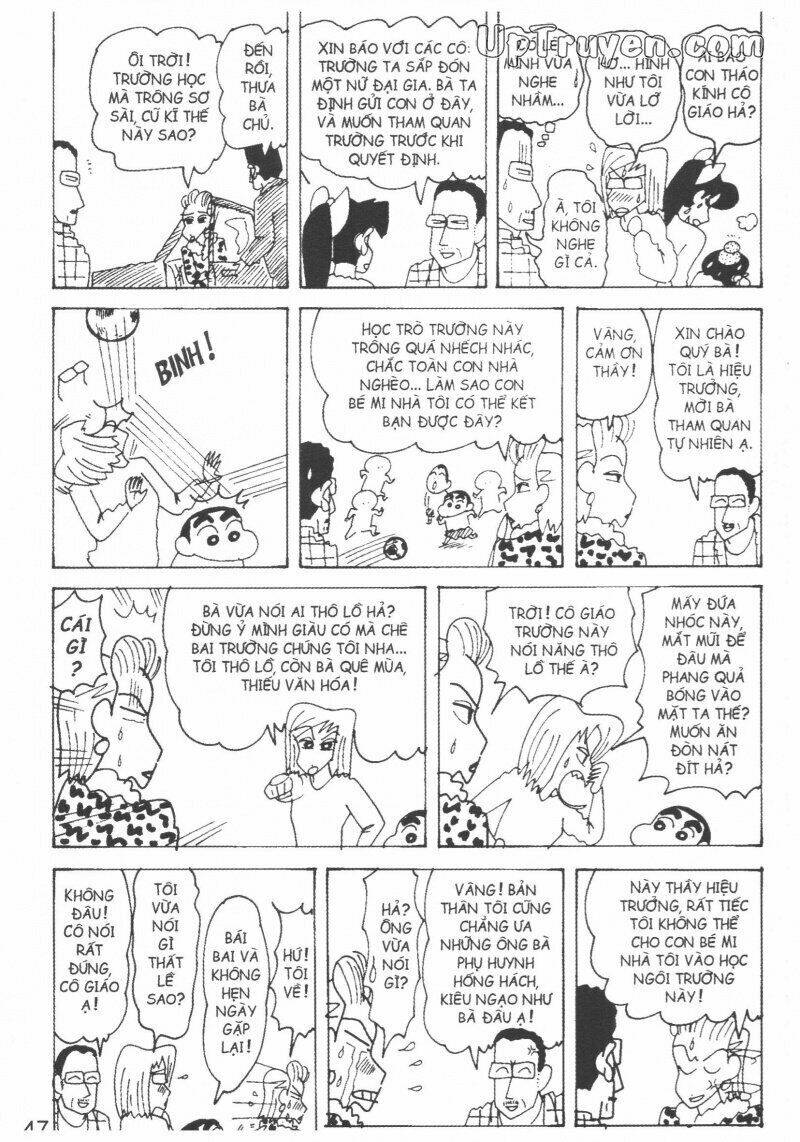 UpTruyen.com
AI BẢO
CON THÁO
KÍNH CÔ
GIÁO HẢ?
HƠ... HÌNH
NHƯ TÔI
VỪA LỠ
LỜI...
CÓ LẼ
MÌNH VỪA
NGHE
NHẦM...
À, TÔI
KHÔNG
NGHE
GÌ CẢ.
XIN BÁO VỚI CÁC CÔ:
TRƯỜNG TA SẮP ĐÓN
MỘT NỮ ĐẠI GIA. BÀ TA
ĐỊNH GỬI CON Ở ĐÂY,
VÀ MUỐN THAM QUAN
TRƯỜNG TRƯỚC KHI
QUYẾT ĐỊNH.
ĐẾN
RỒI,
THƯA
BÀ
CHỦ.
ÔI TRỜI!
TRƯỜNG HỌC
MÀ TRÔNG SƠ
SÀI, CŨ KĨ THẾ
NÀY SAO?
XIN CHÀO
QUÝ BÀ!
TÔI LÀ HIỆU
TRƯỞNG,
MỜI BÀ
THAM QUAN
TỰ NHIÊN Ạ.
VÂNG,
CẢM ƠN
THẦY!
HỌC TRÒ TRƯỜNG NÀY
TRÔNG QUÁ NHẾCH NHÁC,
CHẮC TOÀN CON NHÀ
NGHÈO... LÀM SAO CON
BÉ MI NHÀ TÔI CÓ THỂ KẾT
BẠN ĐƯỢC ĐÂY?
BINH!
MẤY ĐỨA
NHÓC NÀY,
MẮT MŨI ĐỂ
ĐÂU MÀ
PHANG QUẢ
BÓNG VÀO
MẶT TA THẾ?
MUỐN ĂN
ĐÒN NÁT
ĐÍT HẢ?
TRỜI! CÔ GIÁO
TRƯỜNG NÀY
NÓI NĂNG THÔ
LỖ THẾ À?
BÀ VỪA NÓI AI THÔ LỖ HẢ?
ĐỪNG Ỷ MÌNH GIÀU CÓ MÀ CHÊ
BAI TRƯỜNG CHÚNG TÔI NHA...
TÔI THÔ LỖ, CÒN BÀ QUÊ MÙA,
THIẾU VĂN HÓA!
CÁI
GÌ
?
NÀY THẦY HIỆU
TRƯỞNG, RẤT TIẾC
TÔI KHÔNG THỂ
CHO CON BÉ MI
NHÀ TÔI VÀO HỌC
NGÔI TRƯỜNG
NÀY!
VÂNG! BẢN
THÂN TÔI CŨNG
CHẲNG ƯA
NHỮNG ÔNG BÀ
PHỤ HUYNH
HỐNG HÁCH,
KIÊU NGẠO NHƯ
BÀ ĐÂU Ạ!
HẢ?
ÔNG
VỪA
NÓI
GÌ?
HỨ!
TÔI
VỀ!
BÁI
BAI VÀ
KHÔNG
HẸN
NGÀY
GẶP
LẠI!
TÔI
VỪA
NÓI
GÌ
THẤT
LỄ
SAO?
KHÔNG
ĐÂU!
CÔ NÓI
RẤT
ĐÚNG,
CÔ GIÁO
Ạ!
47